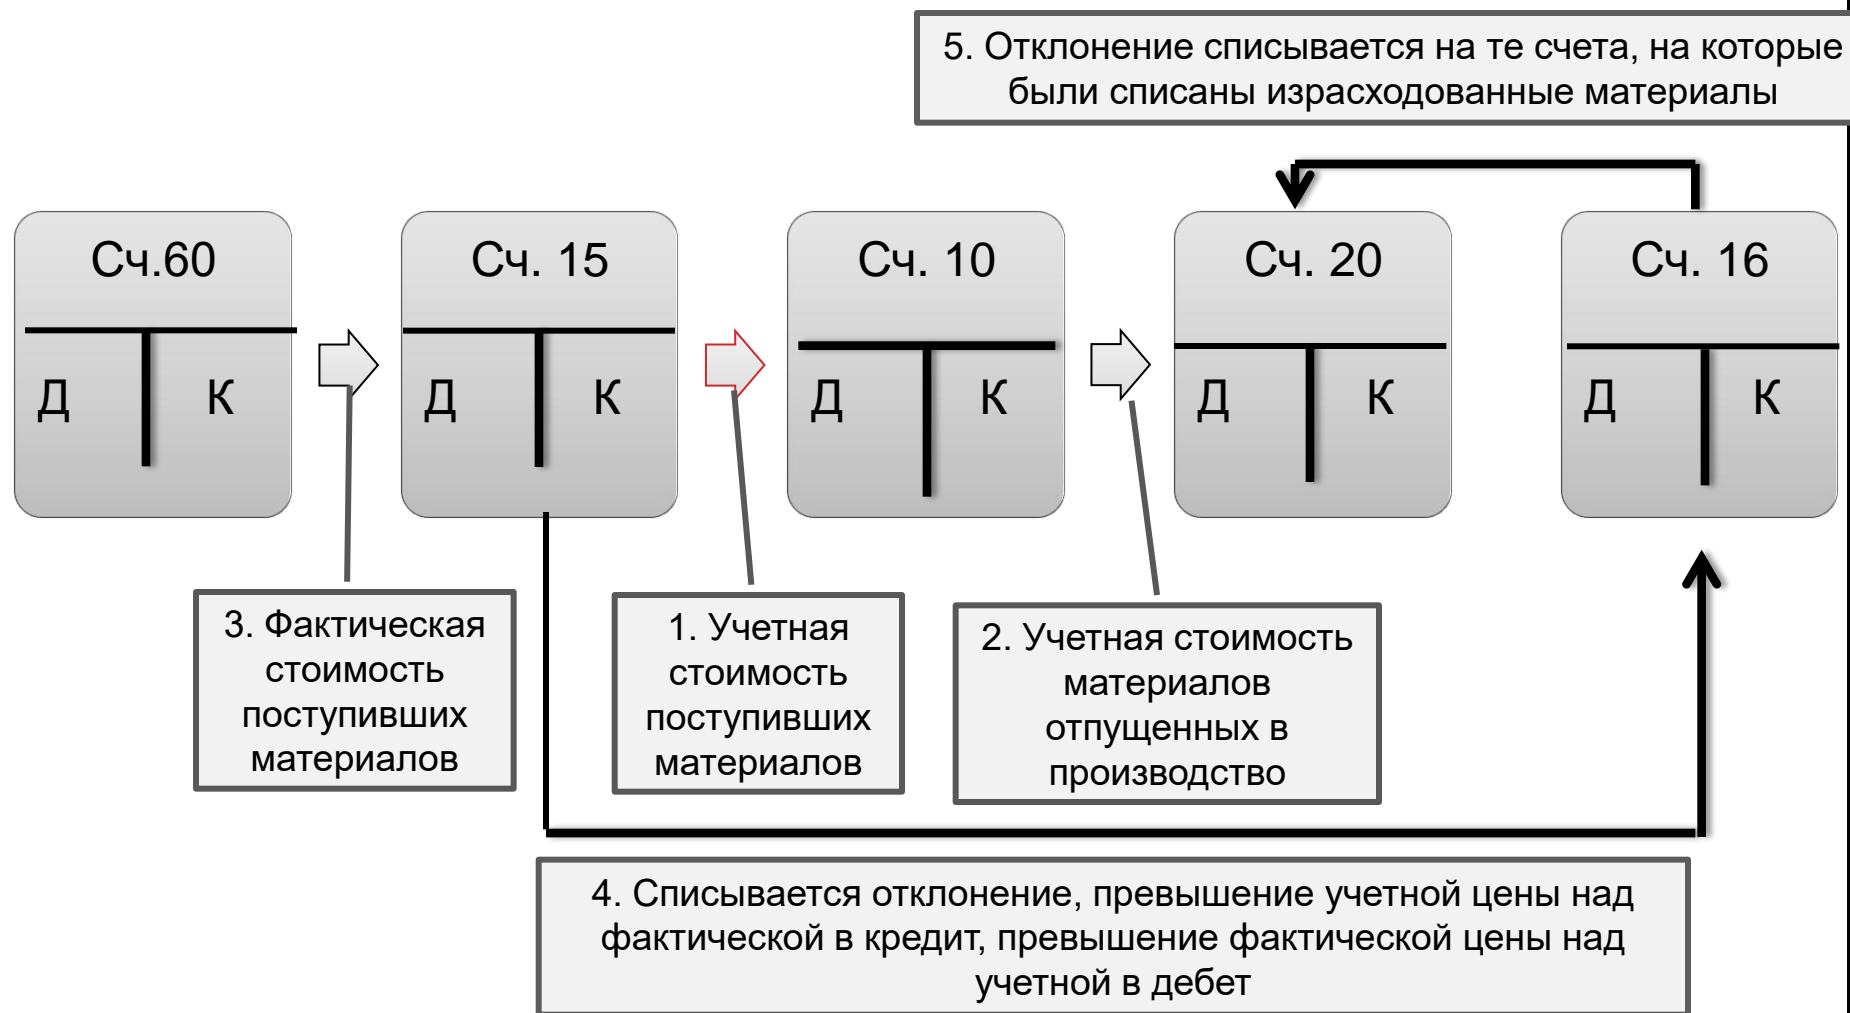 5. Отклонение списывается на те счета, на которые
были списаны израсходованные материалы
Сч.60
Д К
Сч. 15
Д К
Сч. 10
Д К
Сч. 20
Д К
Сч. 16
Д К
3. Фактическая
стоимость
поступивших
материалов
1. Учетная
стоимость
поступивших
материалов
2. Учетная стоимость
материалов
отпущенных в
производство
4. Списывается отклонение, превышение учетной цены над
фактической в кредит, превышение фактической цены над
учетной в дебет